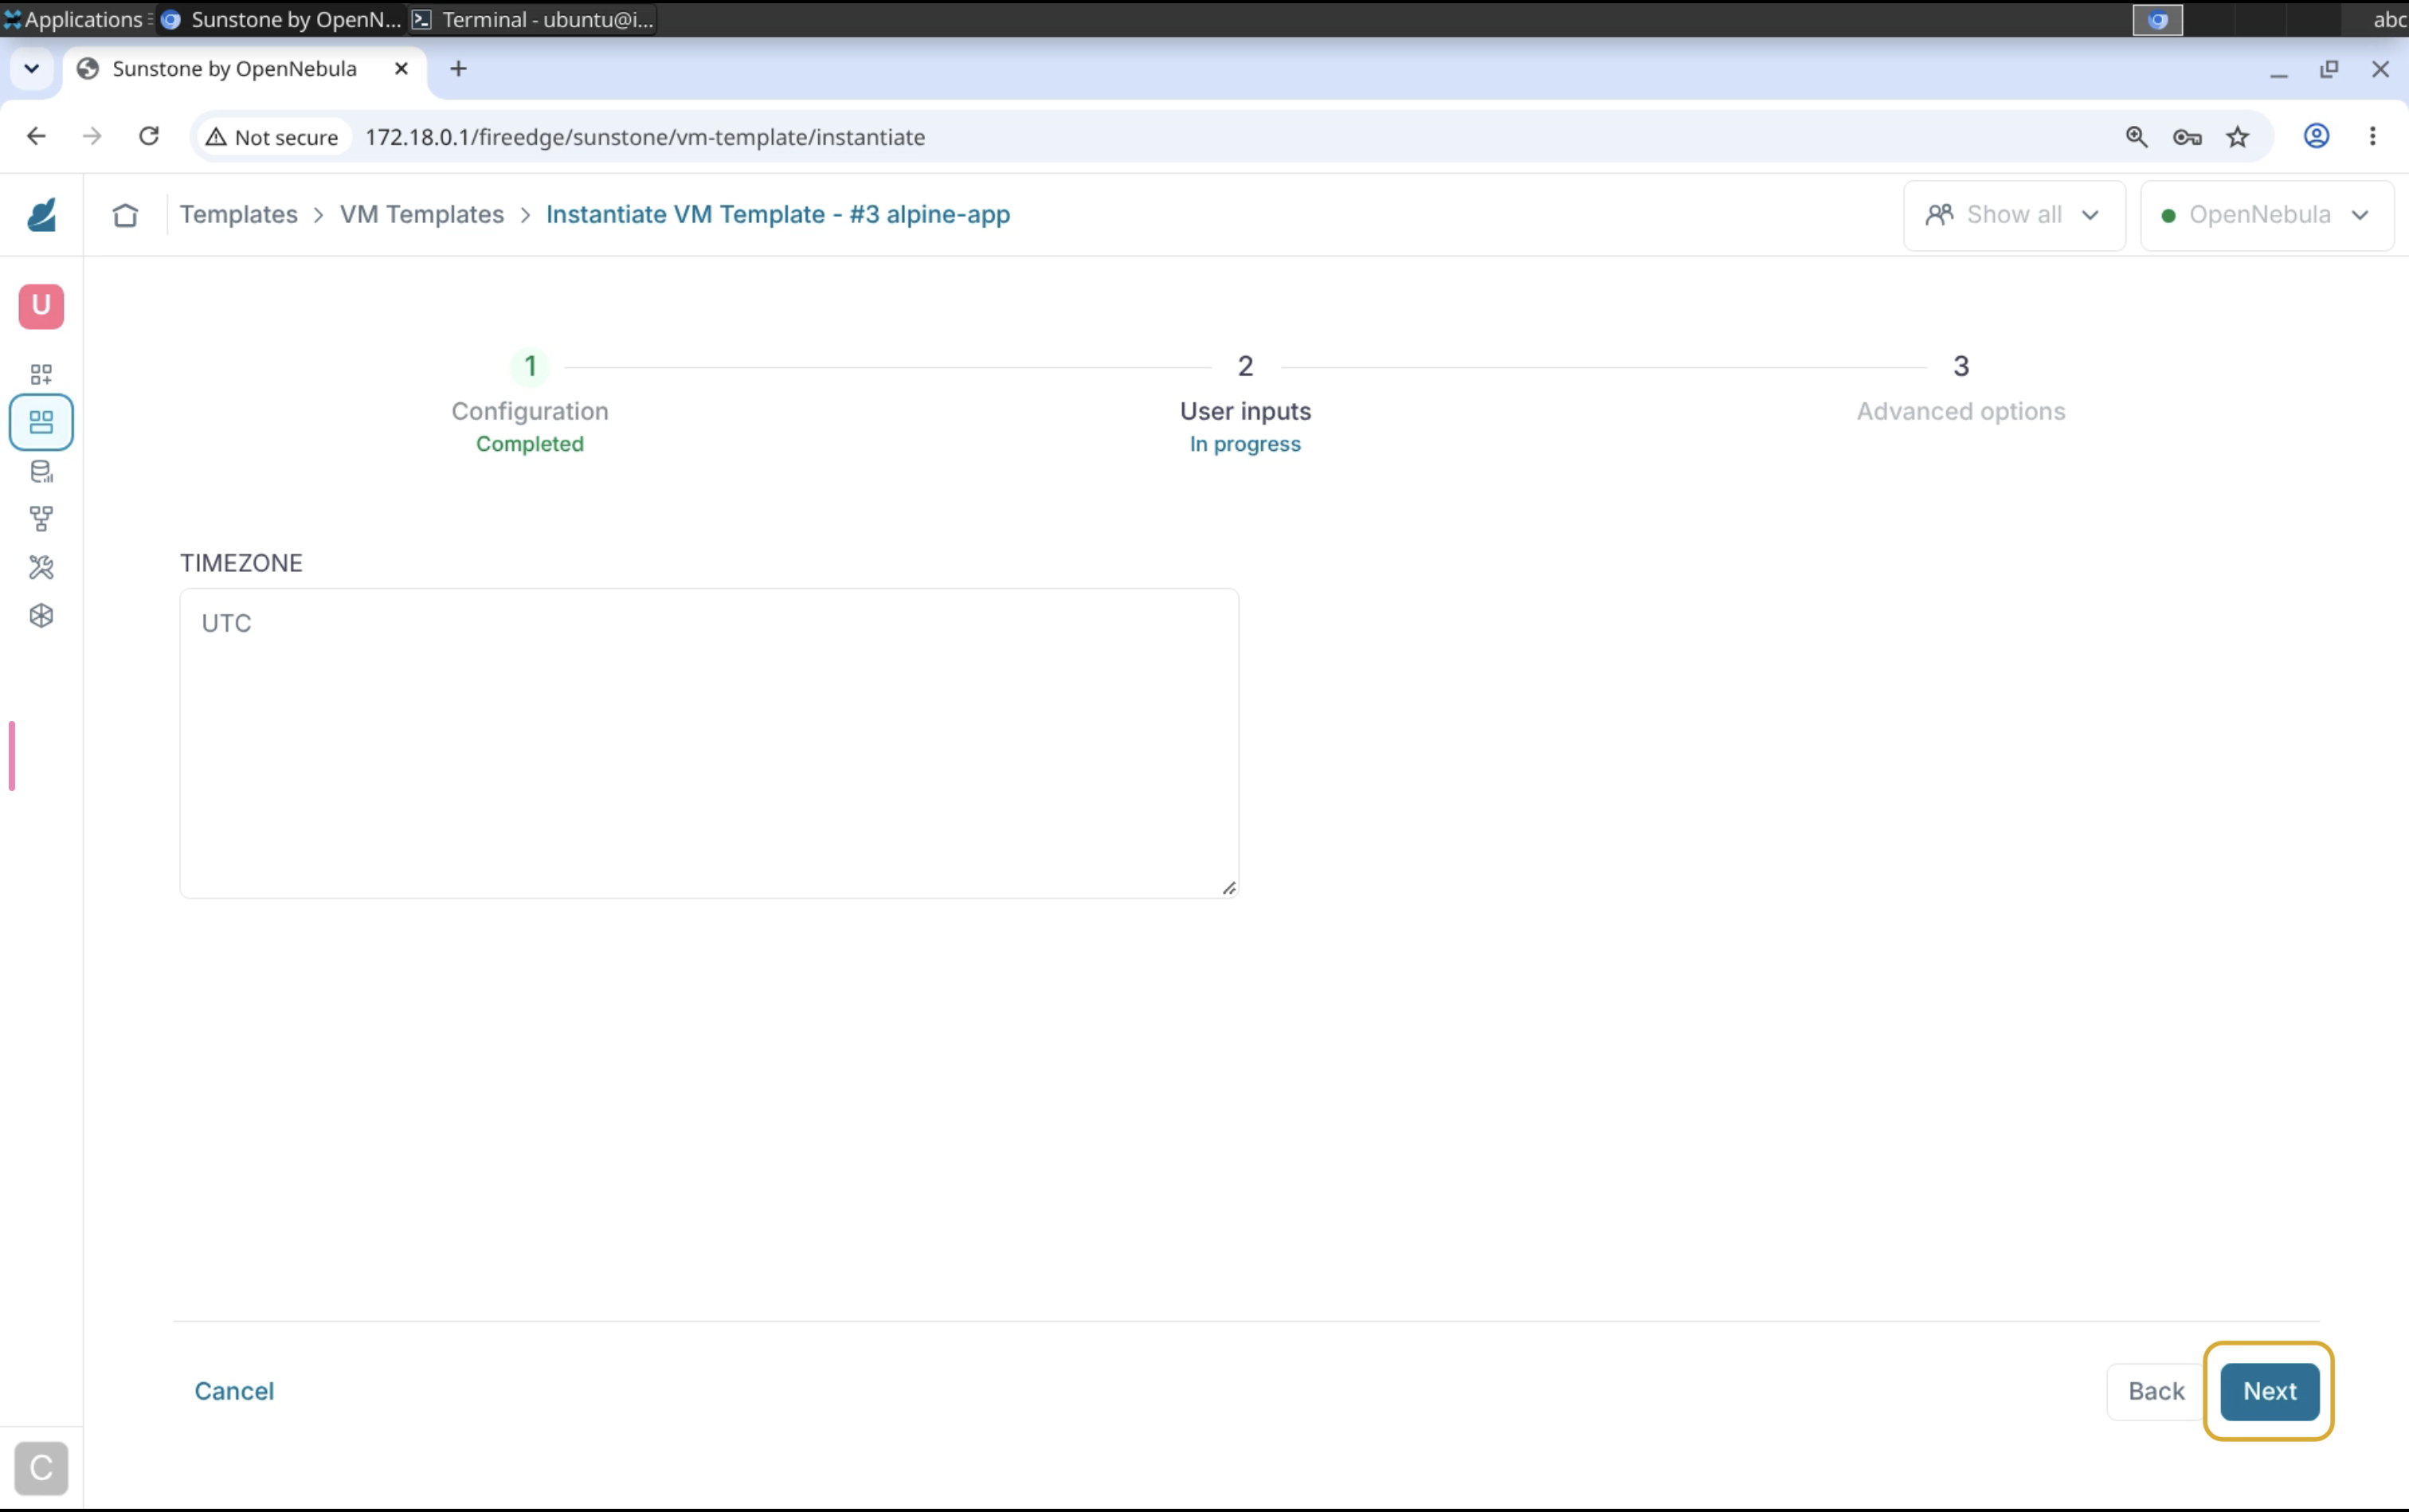 Applications
Sunstone by OpenN...
Terminal - ubuntu@i...
abc
Sunstone by OpenNebula
Not secure
172.18.0.1/fireedge/sunstone/vm-template/instantiate
Templates > VM Templates > Instantiate VM Template - #3 alpine-app
Show all
OpenNebula
U
1
Configuration
Completed
2
User inputs
In progress
3
Advanced options
TIMEZONE
UTC
Cancel
Back
Next
C